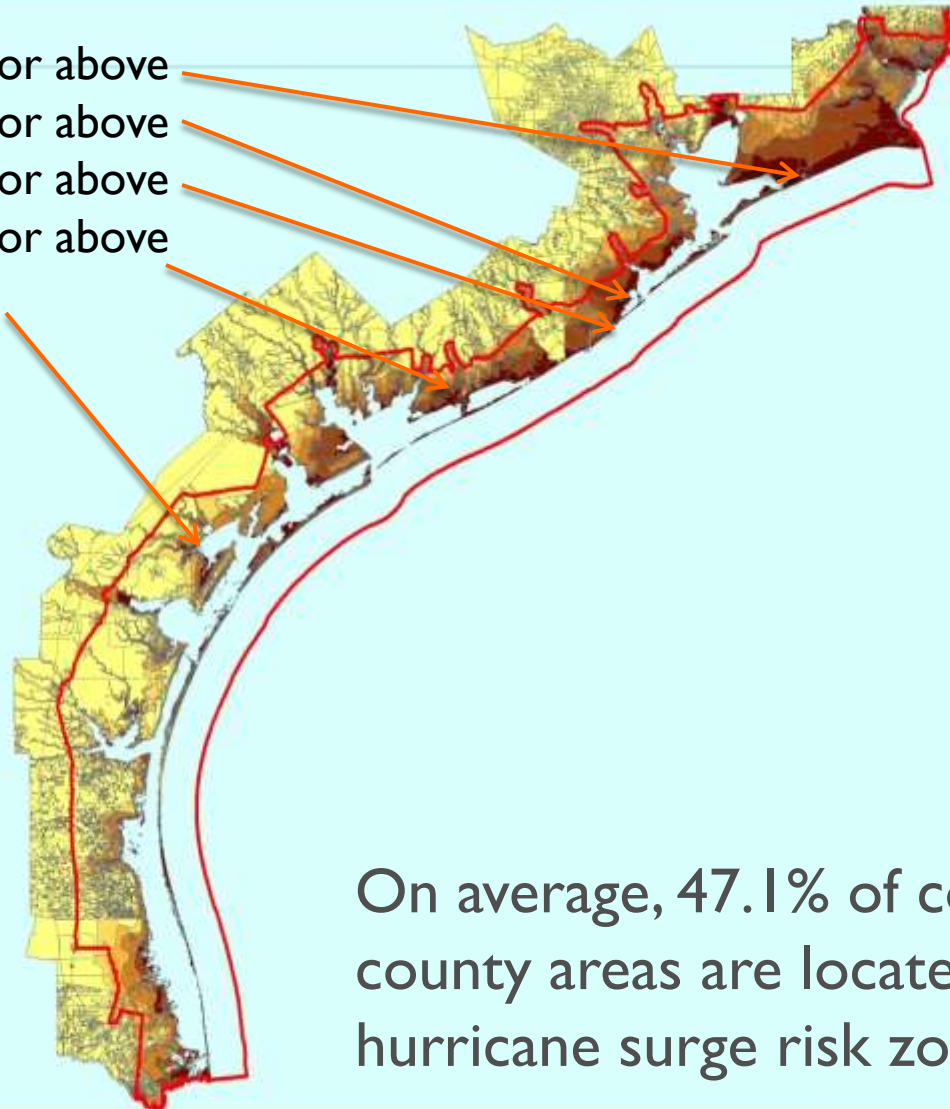 or above
or above
or above
or above
On average, 47.1% of c
county areas are locate
hurricane surge risk zo